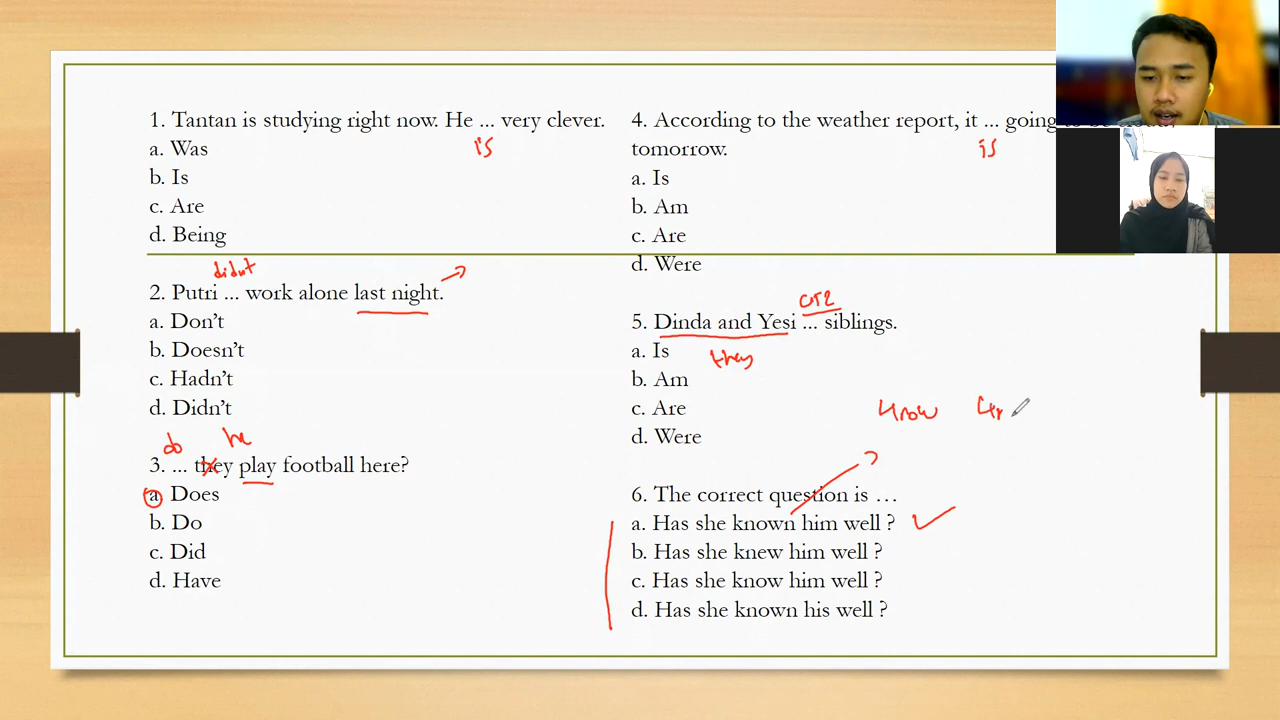 1. Tantan is studying right now. He ... very clever.
is
a. Was
b. Is
c. Are
d. Being
didnt
2. Putri ... work alone last night.
a. Don't
b. Doesn't
c. Hadn't
d. Didn't
do he
3. ... they play football here?
a. Does
b. Do
c. Did
d. Have
4. According to the weather report, it ... going to be
tomorrow.
is
a. Is
b. Am
c. Are
d. Were
are
5. Dinda and Yesi ... siblings.
they
a. Is
b. Am
c. Are
d. Were
know
6. The correct question is ...
a. Has she known him well ?
b. Has she knew him well ?
c. Has she know him well ?
d. Has she known his well ?